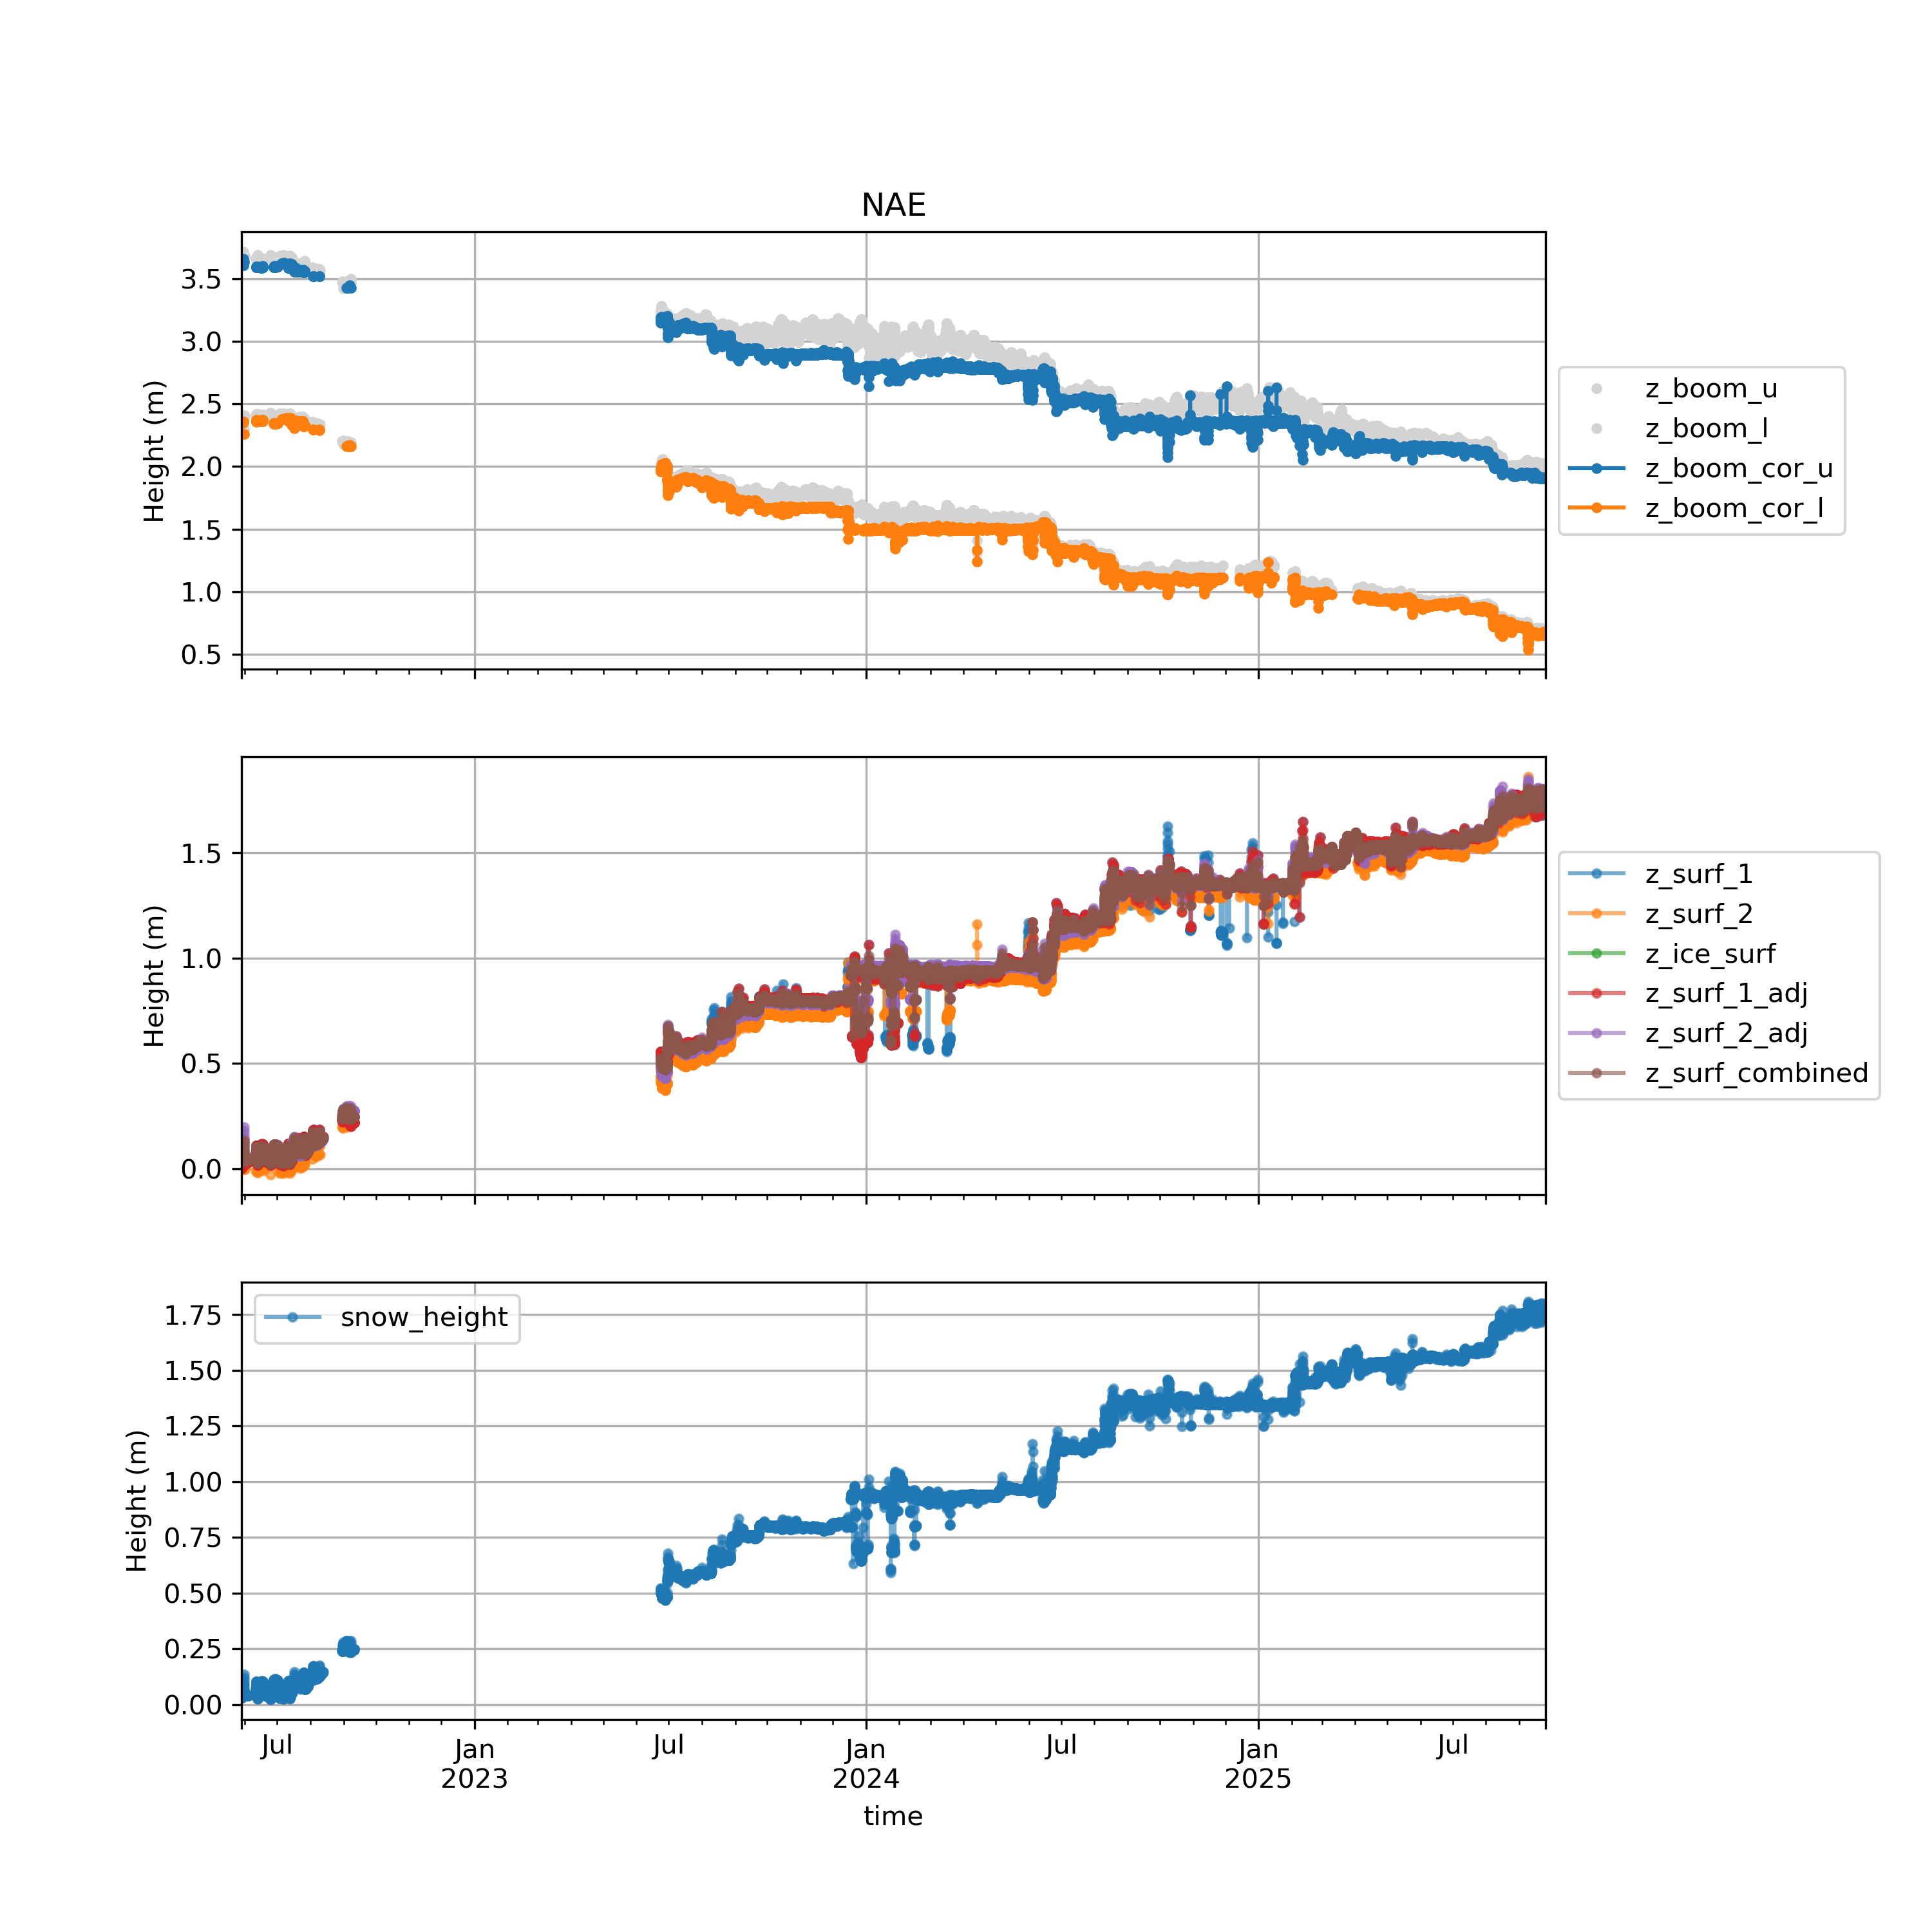 NAE
3.5
3.0
2.5
2.0
1.5
1.0
0.5
Height (m)
z_boom_u
z_boom_l
z_boom_cor_u
z_boom_cor_l
1.5
1.0
0.5
0.0
Height (m)
z_surf_1
z_surf_2
z_ice_surf
z_surf_1_adj
z_surf_2_adj
z_surf_combined
snow_height
1.75
1.50
1.25
1.00
0.75
0.50
0.25
0.00
Height (m)
Jul Jan Jul Jan Jul Jan Jul
2023 2024 2025
time